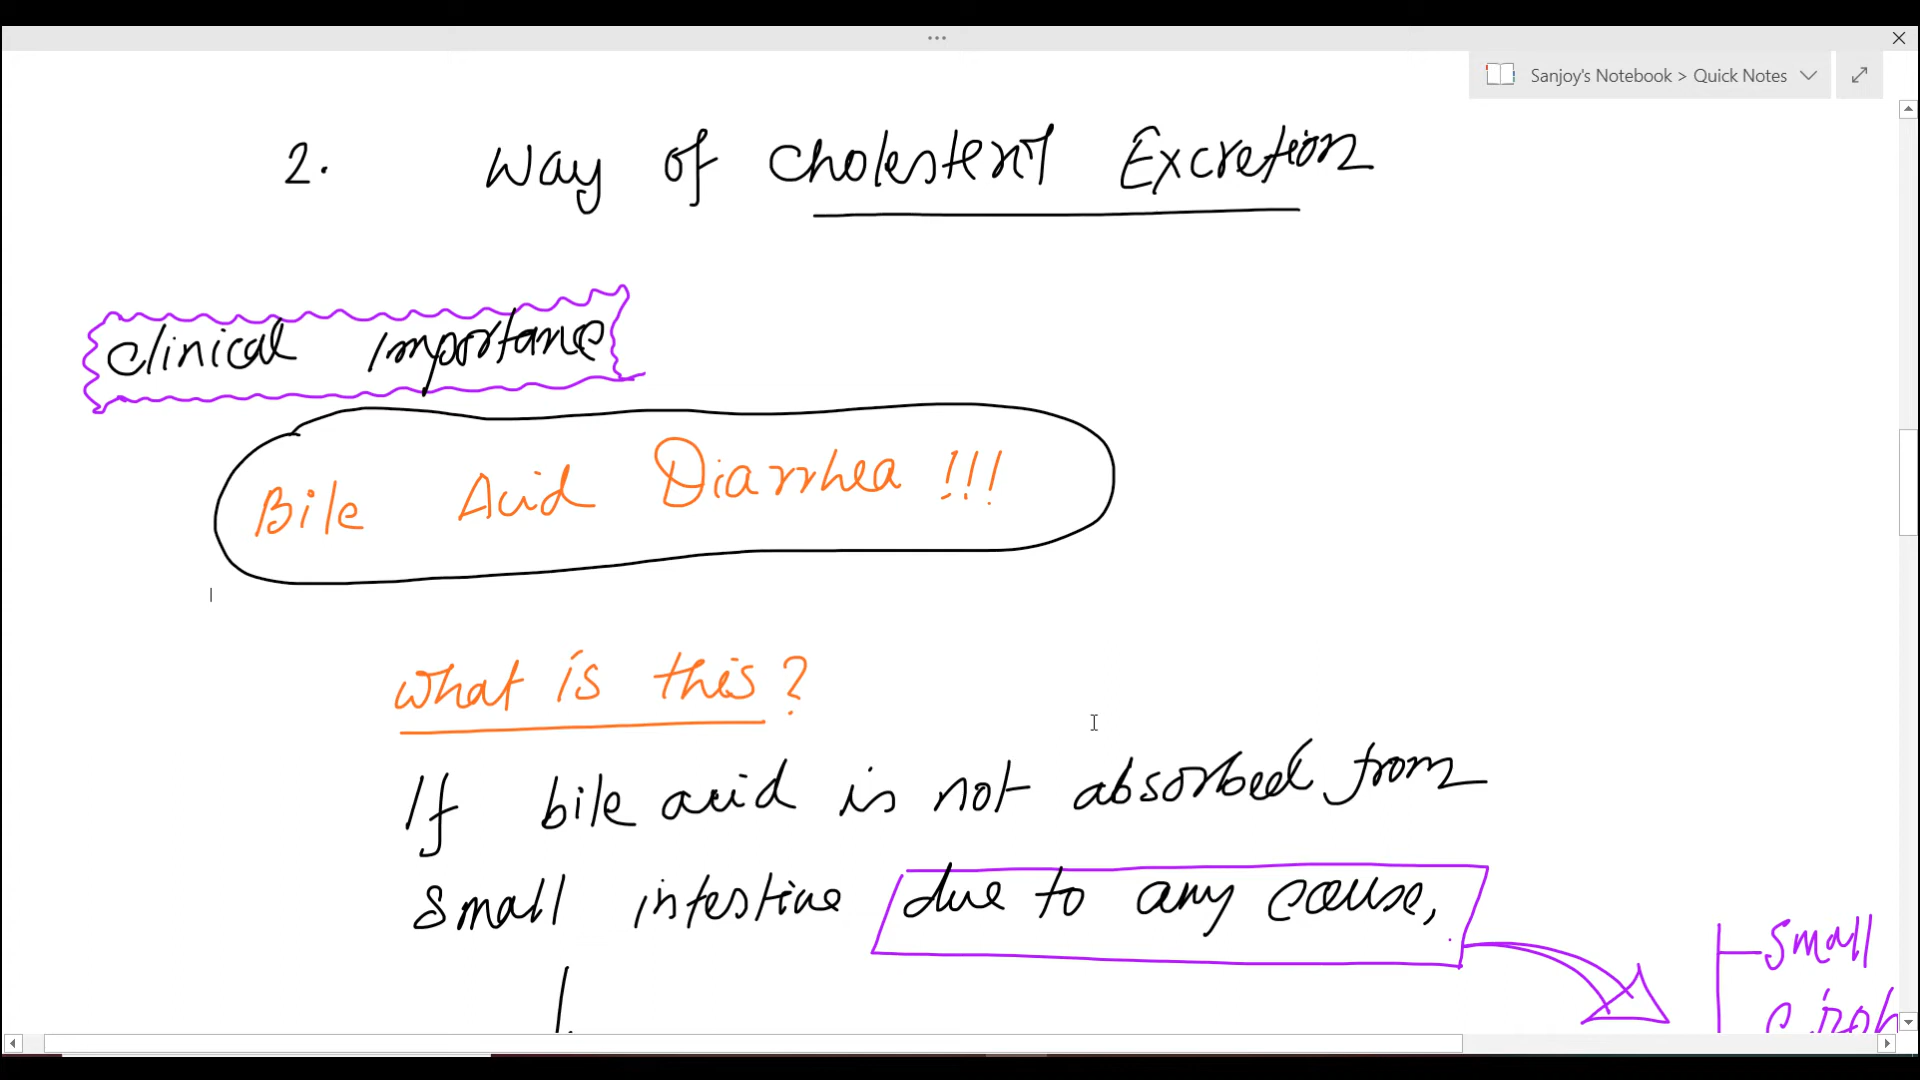 Sanjoy's Notebook > Quick Notes
2. Way of Cholesterol Excretion
Clinical Importance
Bile Acid Diarrhea !!!
What is this?
If bile acid is not absorbed from
Small intestine due to any cause,
Small